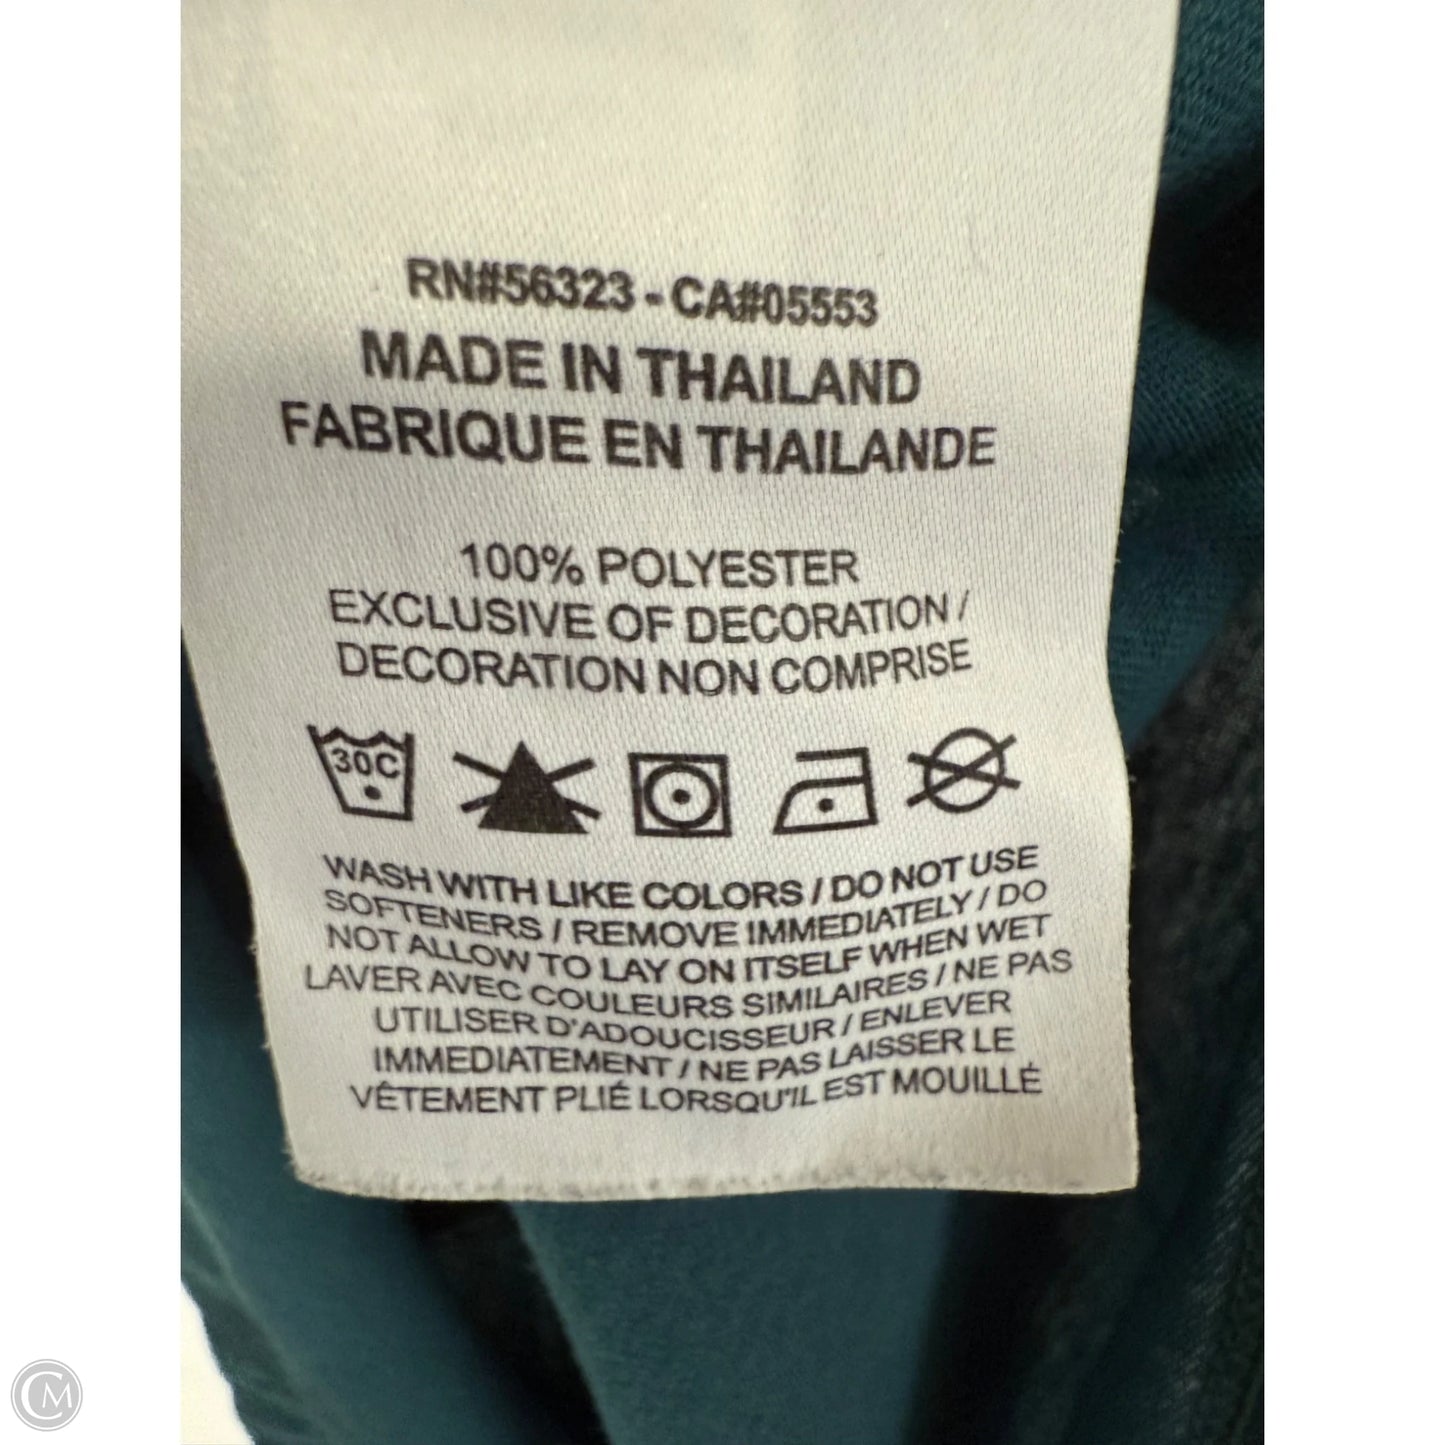 RN#56323 - CA#05553
MADE IN THAILAND
FABRIQUE EN THAILANDE
100% POLYESTER
EXCLUSIVE OF DECORATION /
DECORATION NON COMPRISE
30C
WASH WITH LIKE COLORS / DO NOT USE
SOFTENERS / REMOVE IMMEDIATELY / DO
NOT ALLOW TO LAY ON ITSELF WHEN WET
LAVER AVEC COULEURS SIMILAIRES / NE PAS
UTILISER D'ADOUCISSEUR / ENLEVER
IMMEDIATEMENT / NE PAS LAISSER LE
VÊTEMENT PLIÉ LORSQU'IL EST MOUILLÉ
CM